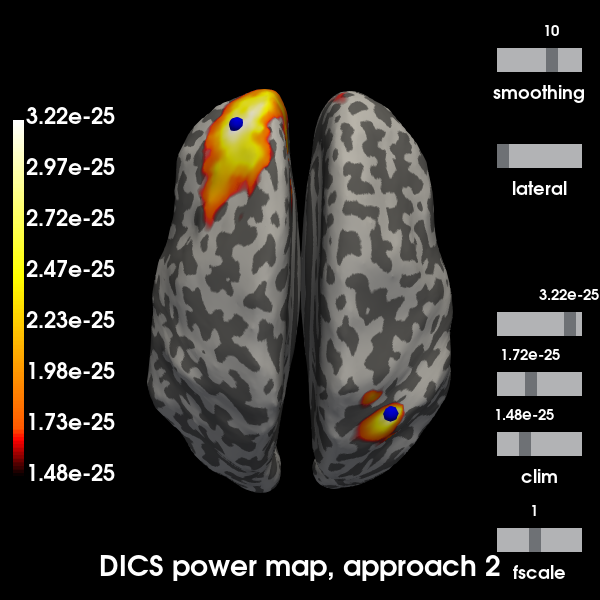 10
smoothing
lateral
3.22e-25
2.97e-25
2.72e-25
2.47e-25
2.23e-25
1.98e-25
1.73e-25
1.48e-25
3.22e-25
1.72e-25
1.48e-25
clim
1
fscale
DICS power map, approach 2